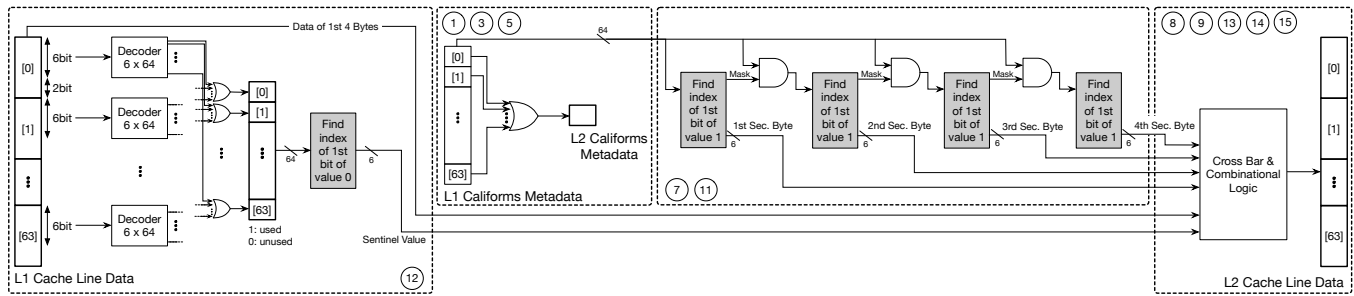 Data of 1st 4 Bytes
[0]
[1]
[63]
6bit
2bit
6bit
6bit
Decoder
6 x 64
Decoder
6 x 64
Decoder
6 x 64
[0]
[1]
[63]
1: used
0: unused
64
Find
index
of 1st
bit of
value 0
6
Sentinel Value
L1 Cache Line Data
12
1
3
5
[0]
[1]
[63]
L2 Califorms
Metadata
L1 Califorms Metadata
64
Find
index
of 1st
bit of
value 1
Mask
1st Sec. Byte
6
Find
index
of 1st
bit of
value 1
Mask
2nd Sec. Byte
6
Find
index
of 1st
bit of
value 1
Mask
3rd Sec. Byte
6
Find
index
of 1st
bit of
value 1
4th Sec. Byte
6
7
11
8
9
13
14
15
Cross Bar &
Combinational
Logic
[0]
[1]
[63]
L2 Cache Line Data